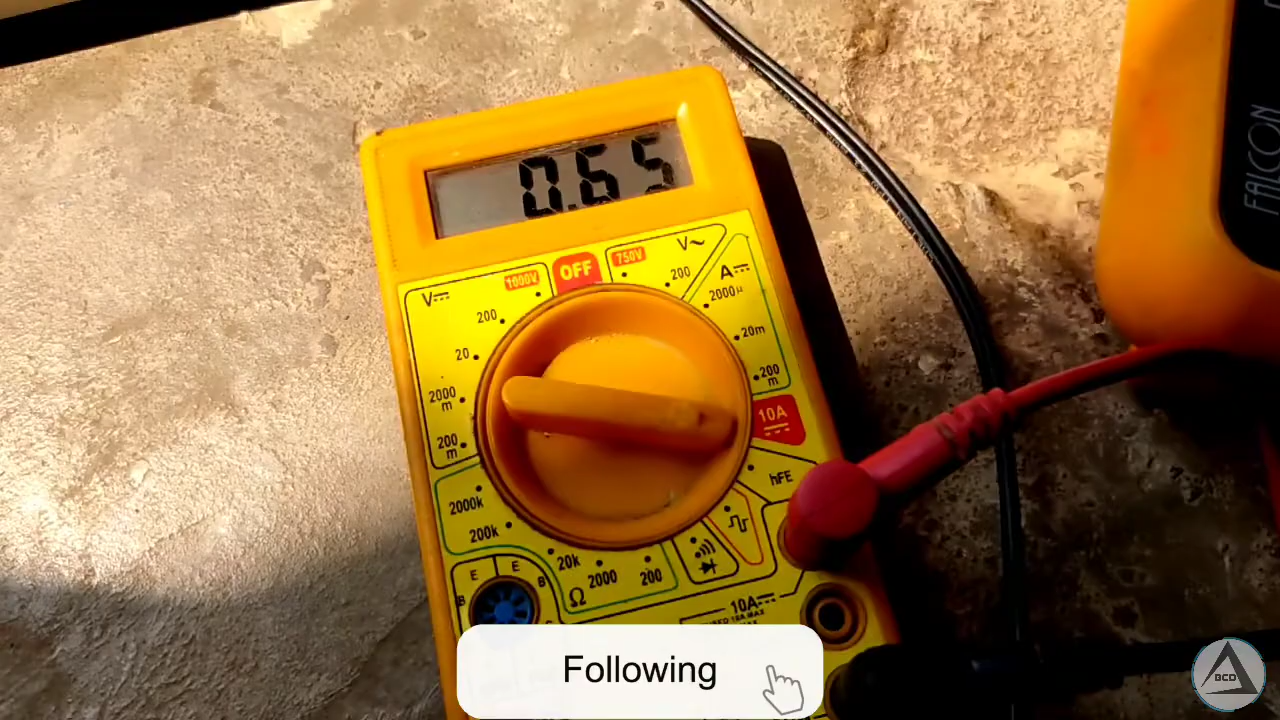 0.65
FALCON
OFF
1000V
750V
V⎓
V~
200
200
A⎓
2000µ
20
20m
2000
m
200
m
10A
200
m
hFE
2000k
200k
20k
2000
200
Ω
E
E
B
B
10A⎓
MAX
Following
BCD